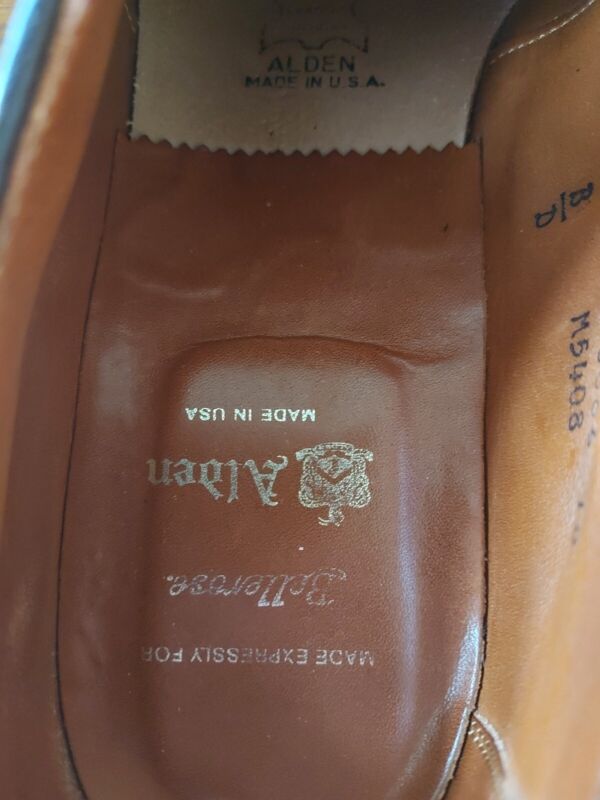 ALDEN
MADE IN U.S.A.
B/D
M5408
MADE EXPRESSLY FOR
Bellerose.
Alden
MADE IN USA